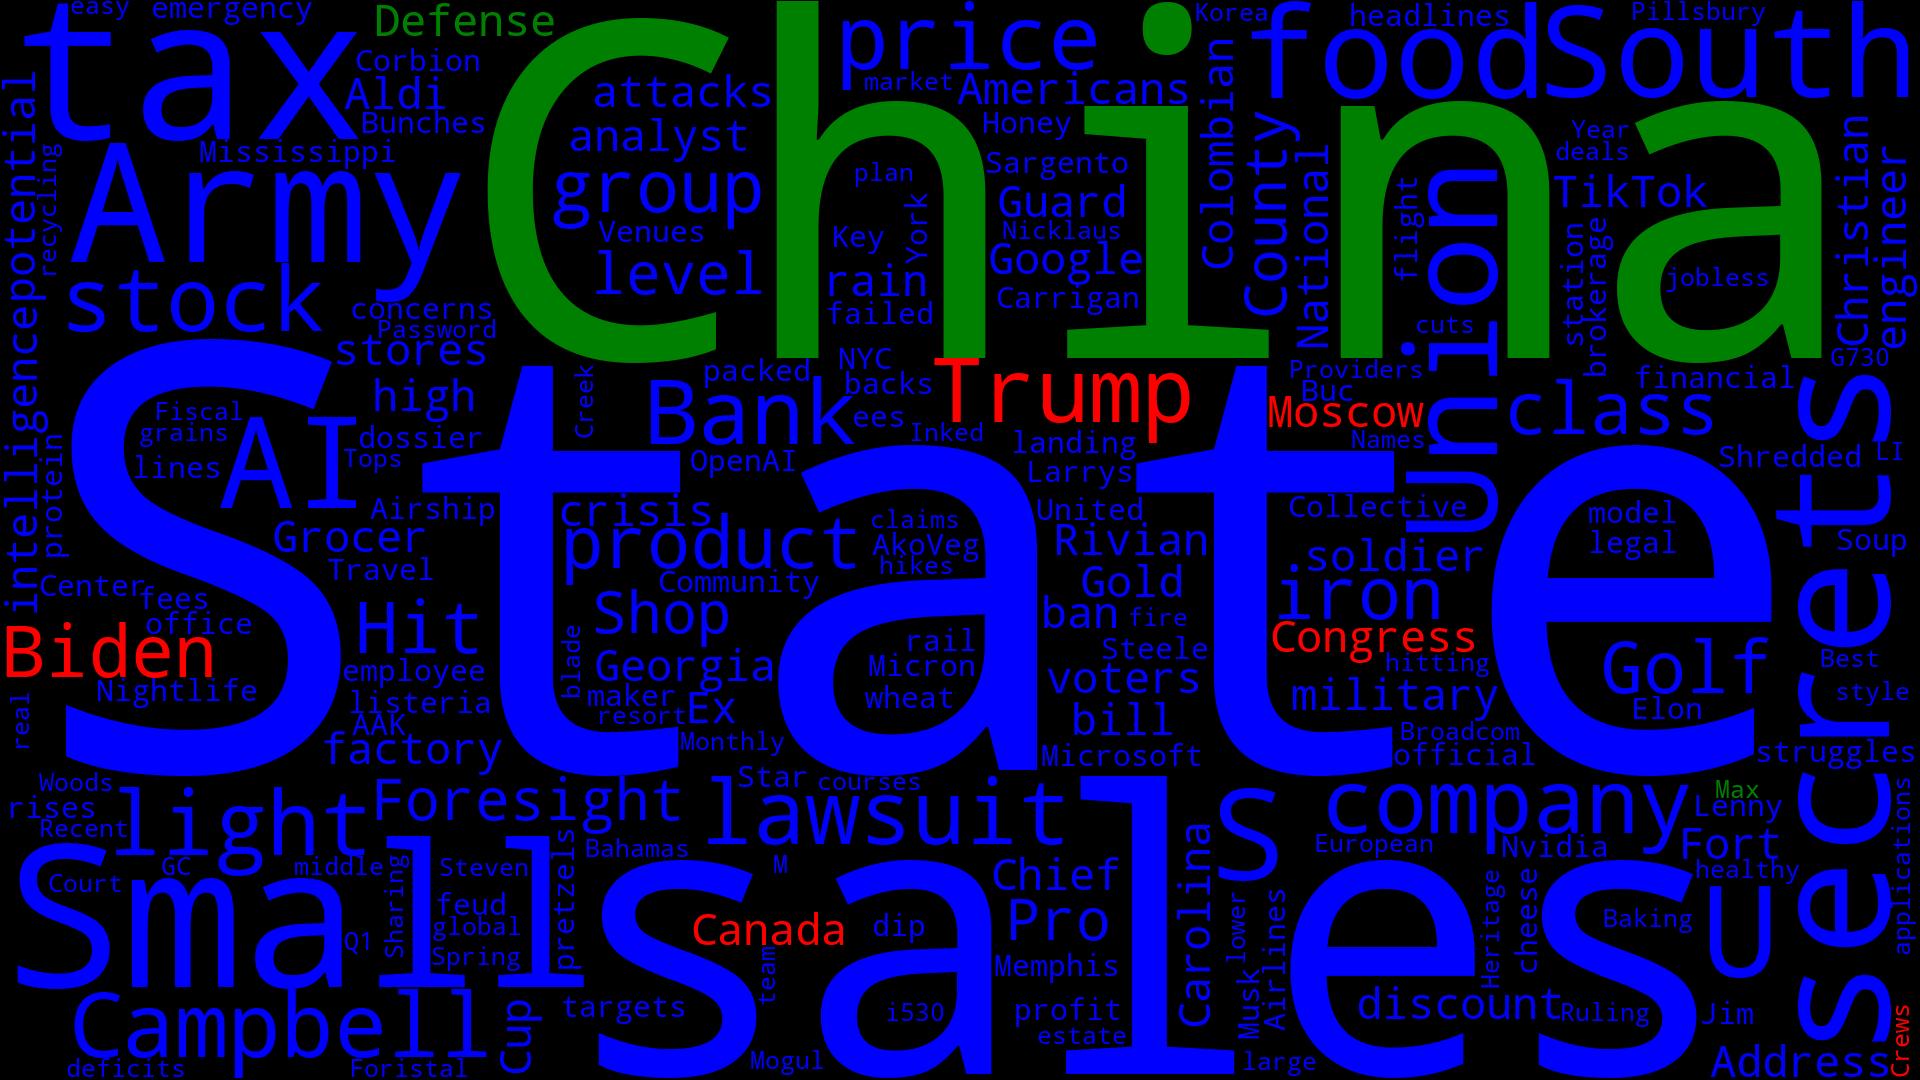 easy
emergency
Defense
China
price
Korea
food
headlines
South
Pillsbury
tax
Corbion
Aldi
Bunches
attacks
market
Americans
Colombian
analyst
Honey
County
Year
deals
Christian
intelligencepotential
recycling
Mississippi
Army
group
plan
Sargento
National
flight
Union
TikTok
engineer
Venues
Key
York
Guard
Nicklaus
Google
station
brokerage
jobless
stock
level
rain
Carrigan
concerns
failed
Password
cuts
stores
NYC
Trump
Providers
G730
State
high
Creek
packed
Bank
backs
Buc
Moscow
financial
class
secrets
Fiscal
grains
AI
dossier
ees
Inked
landing
Names
lines
Tops
OpenAI
Larrys
Shredded
LI
protein
Airship
crisis
claims
United
Collective
model
Grocer
product
AkoVeg
Rivian
soldier
legal
Soup
Travel
hikes
Center
Community
Gold
iron
fees
office
Hit
Shop
ban
fire
Biden
blade
rail
Steele
Congress
Golf
Nightlife
employee
Georgia
Micron
voters
hitting
Best
real
listeria
maker
wheat
military
style
AAK
resort
Ex
bill
Elon
factory
Monthly
Microsoft
Broadcom
official
struggles
Woods
Star
courses
Max
rises
light
Foresight
lawsuit
sales
S
company
Lenny
Recent
pretzels
Bahamas
Carolina
European
Nvidia
Fort
applications
Small
GC
middle
Sharing
Steven
M
Chief
healthy
Court
feud
lower
Heritage
cheese
Q1
global
Canada
dip
Pro
Baking
U
Spring
team
Memphis
Airlines
Musk
Campbell
Cup
targets
i530
profit
discount
Ruling
Jim
estate
Crews
deficits
Foristal
Mogul
large
Address